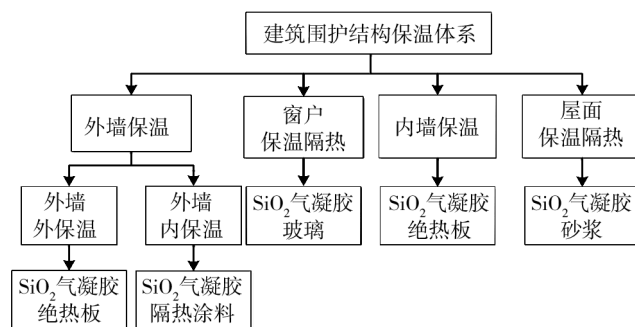 建筑围护结构保温体系
外墙保温
窗户
保温隔热
内墙保温
屋面
保温隔热
外墙
外保温
外墙
内保温
SiO₂气凝胶
玻璃
SiO₂气凝胶
绝热板
SiO₂气凝胶
砂浆
SiO₂气凝胶
绝热板
SiO₂气凝胶
隔热涂料